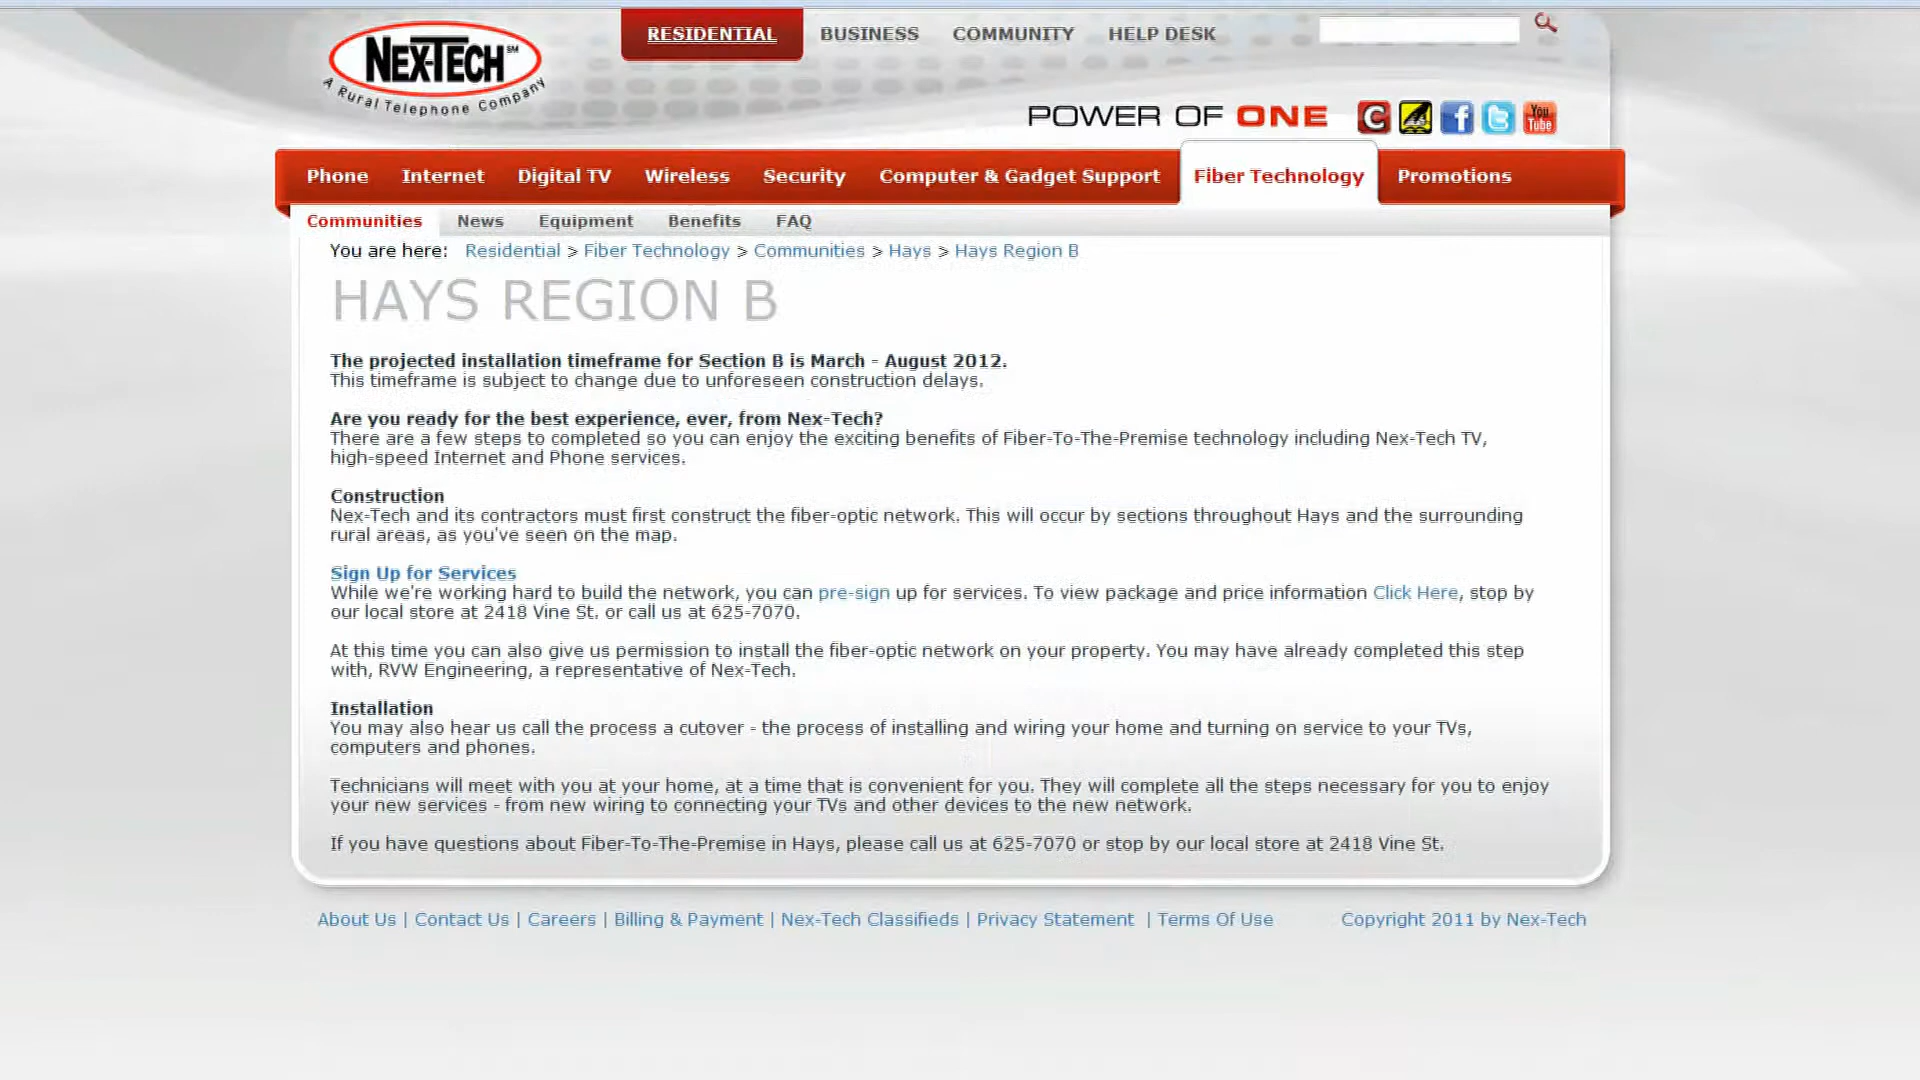 NEX-TECH SM
A Rural Telephone Company
RESIDENTIAL BUSINESS COMMUNITY HELP DESK
POWER OF ONE C f t You Tube
Phone Internet Digital TV Wireless Security Computer & Gadget Support Fiber Technology Promotions
Communities News Equipment Benefits FAQ
You are here: Residential > Fiber Technology > Communities > Hays > Hays Region B
HAYS REGION B
The projected installation timeframe for Section B is March - August 2012.
This timeframe is subject to change due to unforeseen construction delays.
Are you ready for the best experience, ever, from Nex-Tech?
There are a few steps to completed so you can enjoy the exciting benefits of Fiber-To-The-Premise technology including Nex-Tech TV,
high-speed Internet and Phone services.
Construction
Nex-Tech and its contractors must first construct the fiber-optic network. This will occur by sections throughout Hays and the surrounding
rural areas, as you've seen on the map.
Sign Up for Services
While we're working hard to build the network, you can pre-sign up for services. To view package and price information Click Here, stop by
our local store at 2418 Vine St. or call us at 625-7070.
At this time you can also give us permission to install the fiber-optic network on your property. You may have already completed this step
with, RVW Engineering, a representative of Nex-Tech.
Installation
You may also hear us call the process a cutover - the process of installing and wiring your home and turning on service to your TVs,
computers and phones.
Technicians will meet with you at your home, at a time that is convenient for you. They will complete all the steps necessary for you to enjoy
your new services - from new wiring to connecting your TVs and other devices to the new network.
If you have questions about Fiber-To-The-Premise in Hays, please call us at 625-7070 or stop by our local store at 2418 Vine St.
About Us | Contact Us | Careers | Billing & Payment | Nex-Tech Classifieds | Privacy Statement | Terms Of Use Copyright 2011 by Nex-Tech